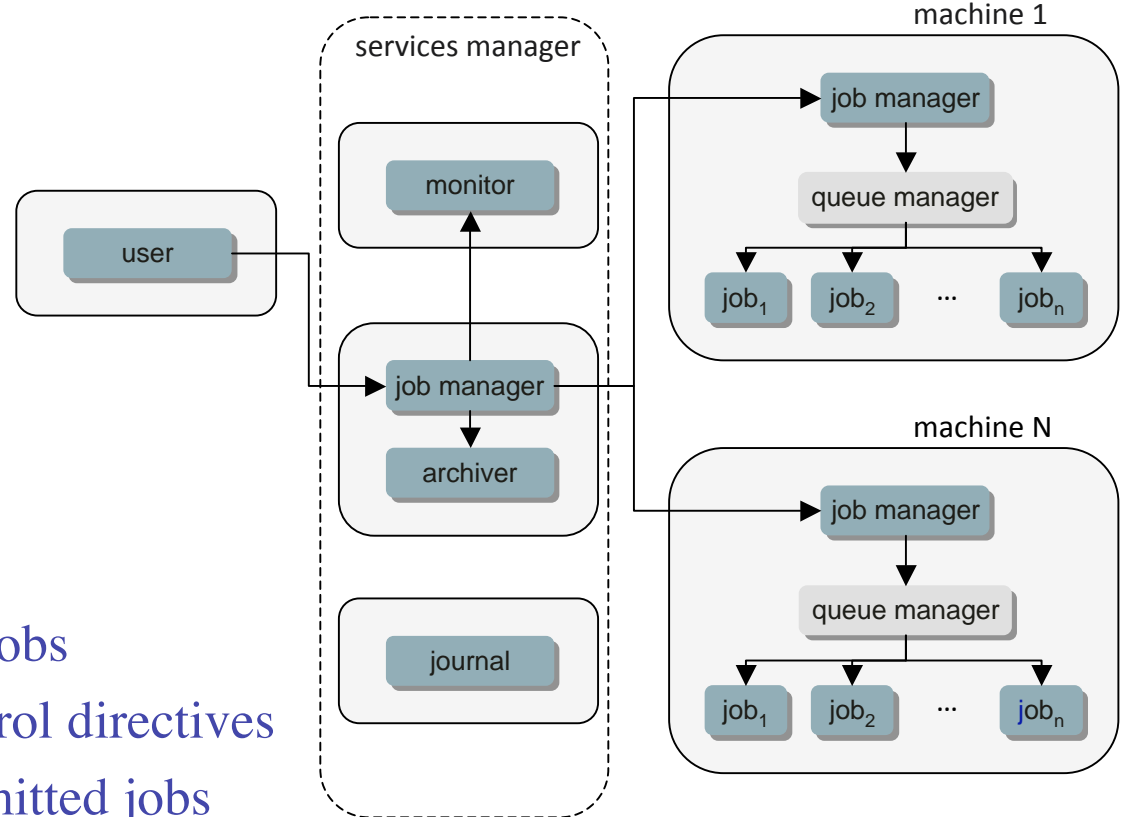 machine 1
services manager
job manager
monitor
queue manager
user
job₁ job₂ ... jobₙ
job manager
archiver
machine N
job manager
queue manager
journal
job₁ job₂ ... jobₙ
obs
rol directives
nitted jobs